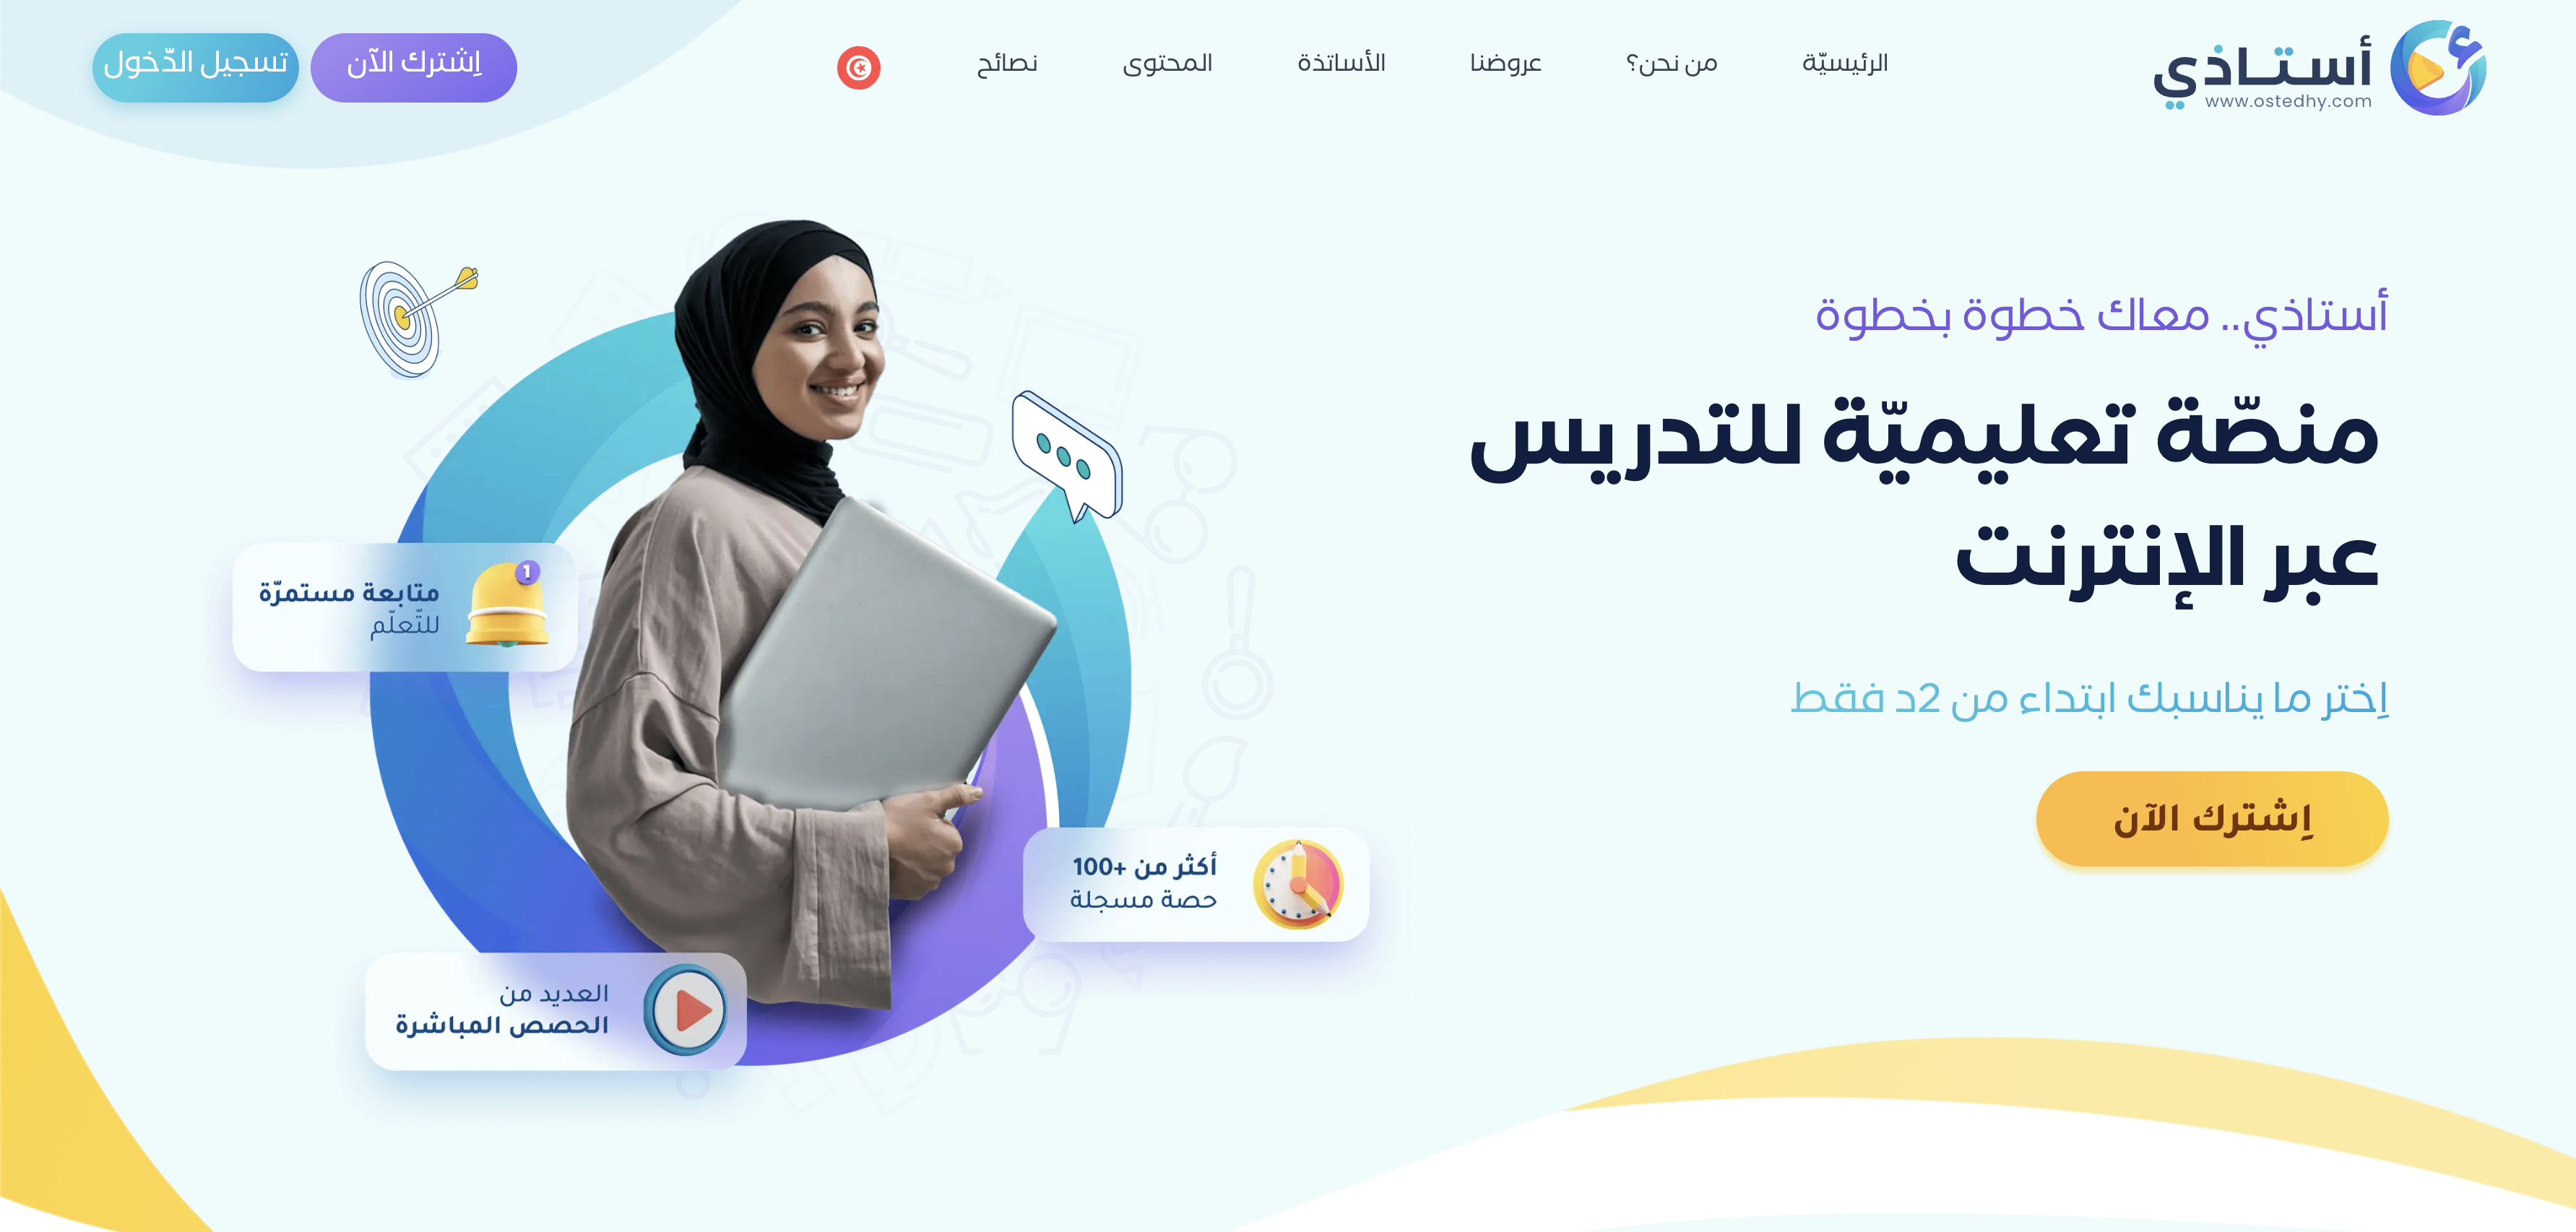 أستاذي
www.ostedhy.com
الرئيسيّة
من نحن؟
عروضنا
الأساتذة
المحتوى
نصائح
اِشترك الآن
تسجيل الدّخول
أستاذي.. معاك خطوة بخطوة
منصّة تعليميّة للتدريس
عبر الإنترنت
اِختر ما يناسبك ابتداء من 2د فقط
اِشترك الآن
1
متابعة مستمرّة
للتّعلّم
أكثر من +100
حصة مسجلة
العديد من
الحصص المباشرة